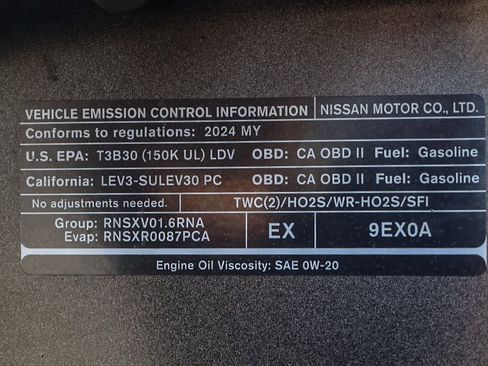 VEHICLE EMISSION CONTROL INFORMATION NISSAN MOTOR CO., LTD.
Conforms to regulations: 2024 MY
U.S. EPA: T3B30 (150K UL) LDV OBD: CA OBD II Fuel: Gasoline
California: LEV3-SULEV30 PC OBD: CA OBD II Fuel: Gasoline
No adjustments needed. TWC(2)/HO2S/WR-HO2S/SFI
Group: RNSXV01.6RNA
Evap: RNSXR0087PCA
EX
9EX0A
Engine Oil Viscosity: SAE 0W-20